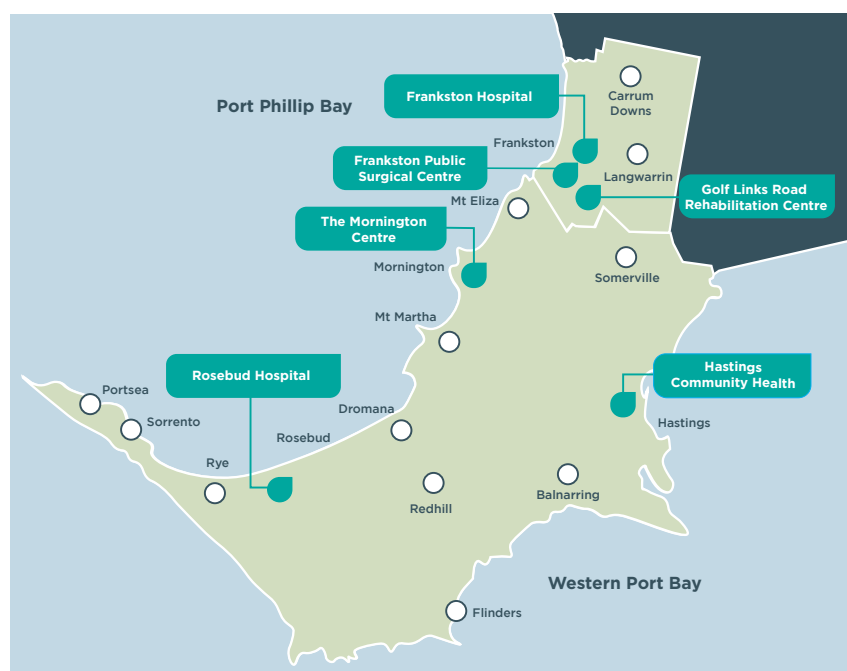 Carrum
Downs
Frankston Hospital
Port Phillip Bay
Frankston
Frankston Public
Surgical Centre
Langwarrin
Golf Links Road
Rehabilitation Centre
Mt Eliza
The Mornington
Centre
Mornington
Somerville
Mt Martha
Rosebud Hospital
Hastings
Community Health
Portsea
Sorrento
Dromana
Hastings
Rosebud
Rye
Redhill
Balnarring
Western Port Bay
Flinders